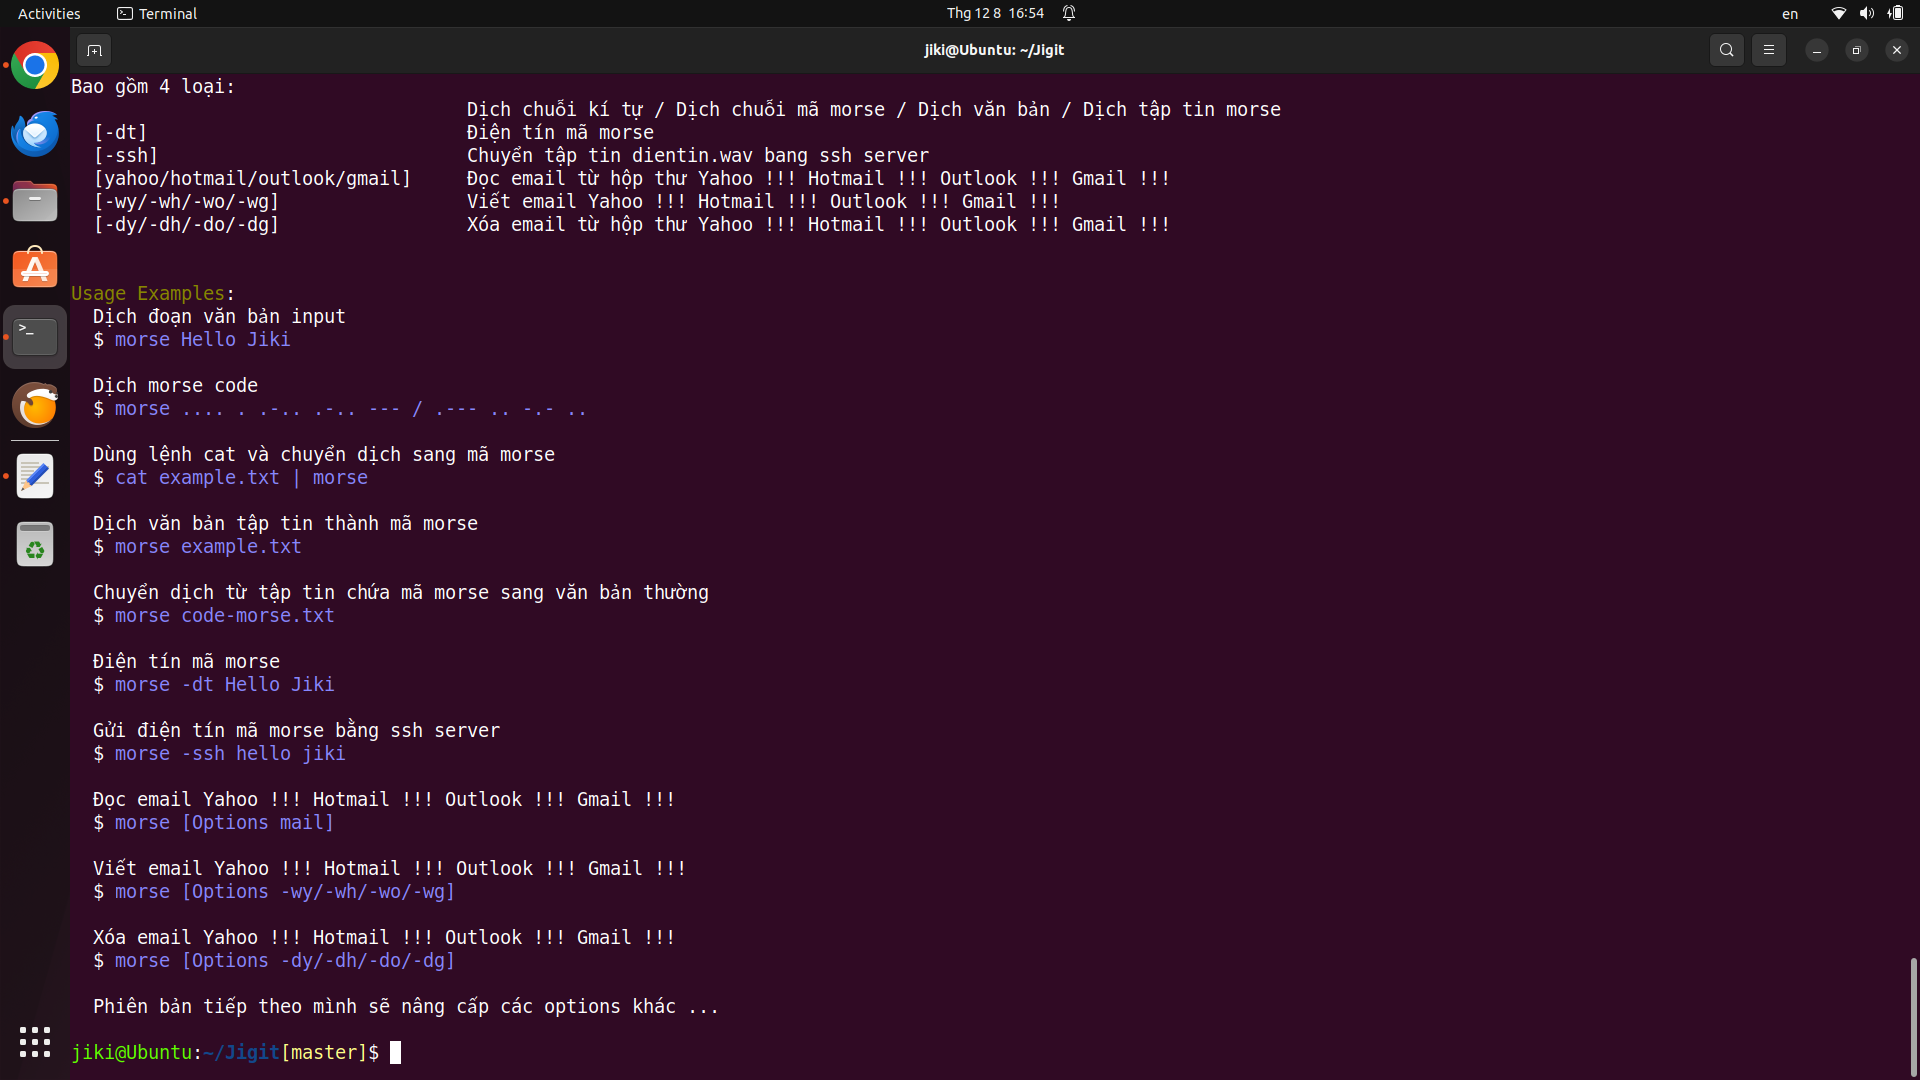 Activities
Terminal
Thg 12 8 16:54
en
jiki@Ubuntu: ~/Jigit
Bao gồm 4 loại:
Dịch chuỗi kí tự / Dịch chuỗi mã morse / Dịch văn bản / Dịch tập tin morse
[-dt] Điện tín mã morse
[-ssh] Chuyển tập tin dientin.wav bang ssh server
[yahoo/hotmail/outlook/gmail] Đọc email từ hộp thư Yahoo !!! Hotmail !!! Outlook !!! Gmail !!!
[-wy/-wh/-wo/-wg] Viết email Yahoo !!! Hotmail !!! Outlook !!! Gmail !!!
[-dy/-dh/-do/-dg] Xóa email từ hộp thư Yahoo !!! Hotmail !!! Outlook !!! Gmail !!!
Usage Examples:
Dịch đoạn văn bản input
$ morse Hello Jiki
Dịch morse code
$ morse .... . .-.. .-.. --- / .--- .. -.- ..
Dùng lệnh cat và chuyển dịch sang mã morse
$ cat example.txt | morse
Dịch văn bản tập tin thành mã morse
$ morse example.txt
Chuyển dịch từ tập tin chứa mã morse sang văn bản thường
$ morse code-morse.txt
Điện tín mã morse
$ morse -dt Hello Jiki
Gửi điện tín mã morse bằng ssh server
$ morse -ssh hello jiki
Đọc email Yahoo !!! Hotmail !!! Outlook !!! Gmail !!!
$ morse [Options mail]
Viết email Yahoo !!! Hotmail !!! Outlook !!! Gmail !!!
$ morse [Options -wy/-wh/-wo/-wg]
Xóa email Yahoo !!! Hotmail !!! Outlook !!! Gmail !!!
$ morse [Options -dy/-dh/-do/-dg]
Phiên bản tiếp theo mình sẽ nâng cấp các options khác ...
jiki@Ubuntu:~/Jigit[master]$